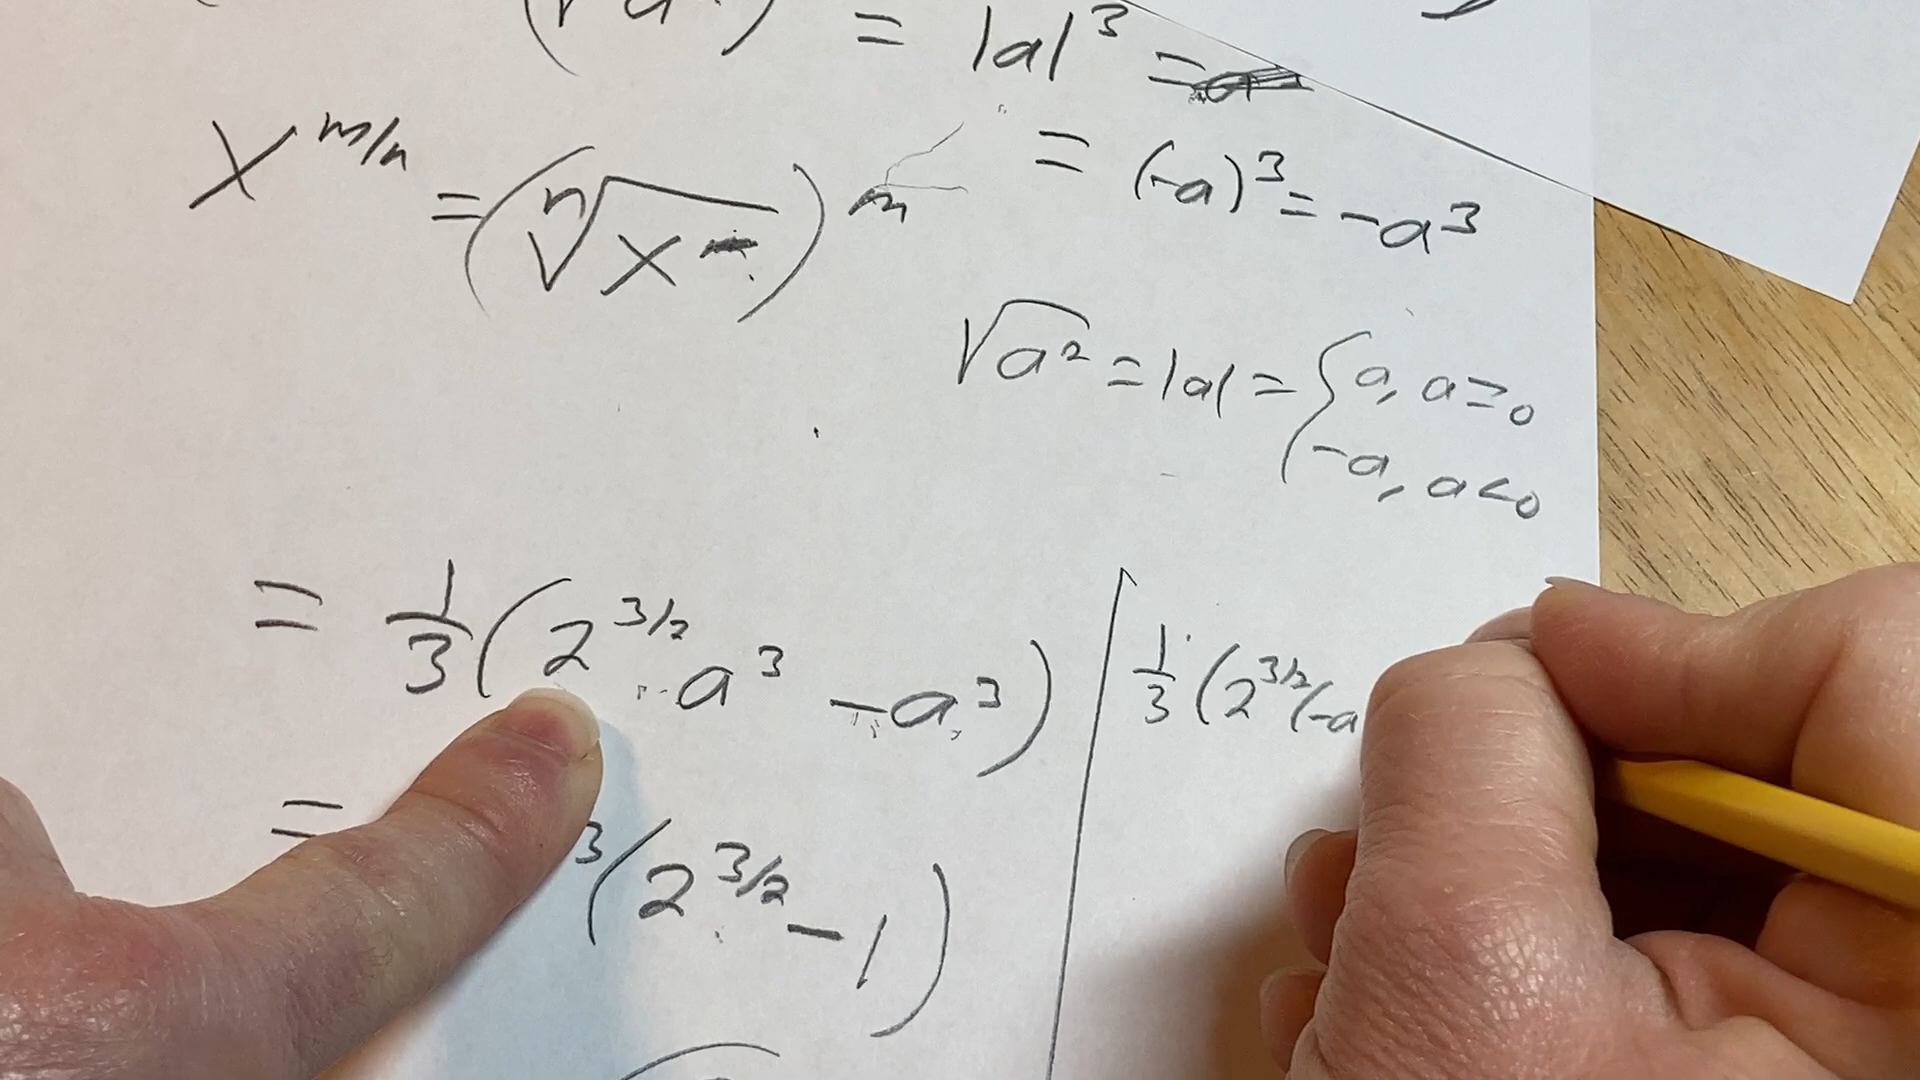 = |a|³ =
x^{m/n} = (ⁿ√x)^m
= (-a)³ = -a³
√a² = |a| = { a, a ≥ 0
-a, a < 0
= 1/3 (2^{3/2} a³ - a³)
1/3 (2^{3/2} (-a
= ³(2^{3/2} - 1)